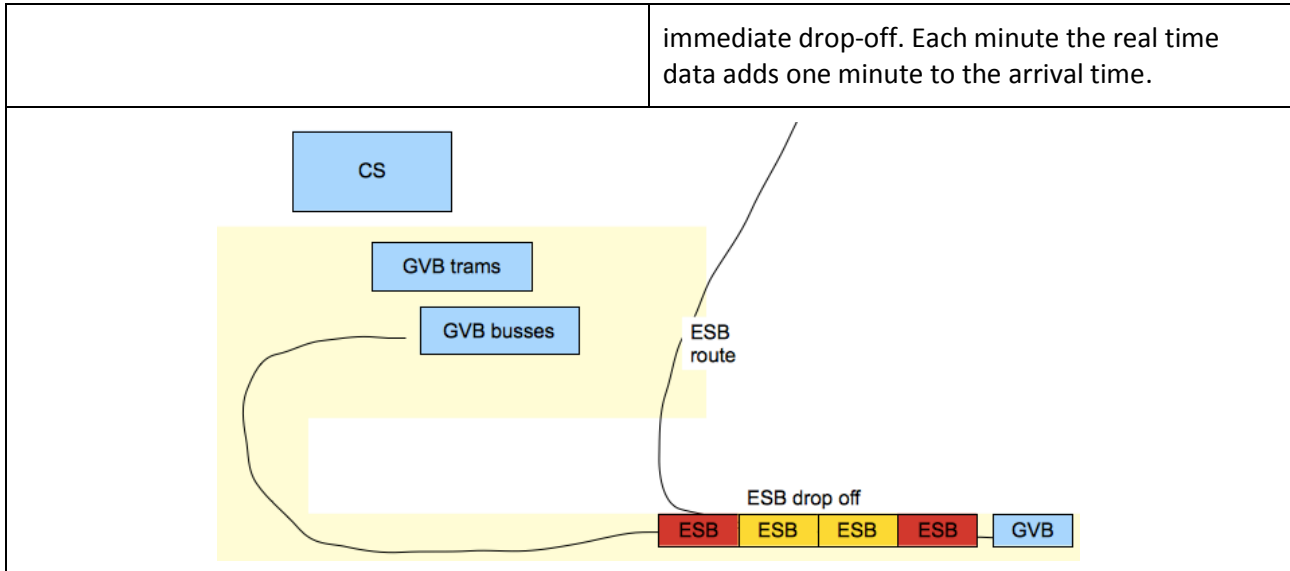 immediate drop-off. Each minute the real time
data adds one minute to the arrival time.
CS
GVB trams
GVB busses
ESB
route
ESB drop off
ESB ESB ESB ESB GVB